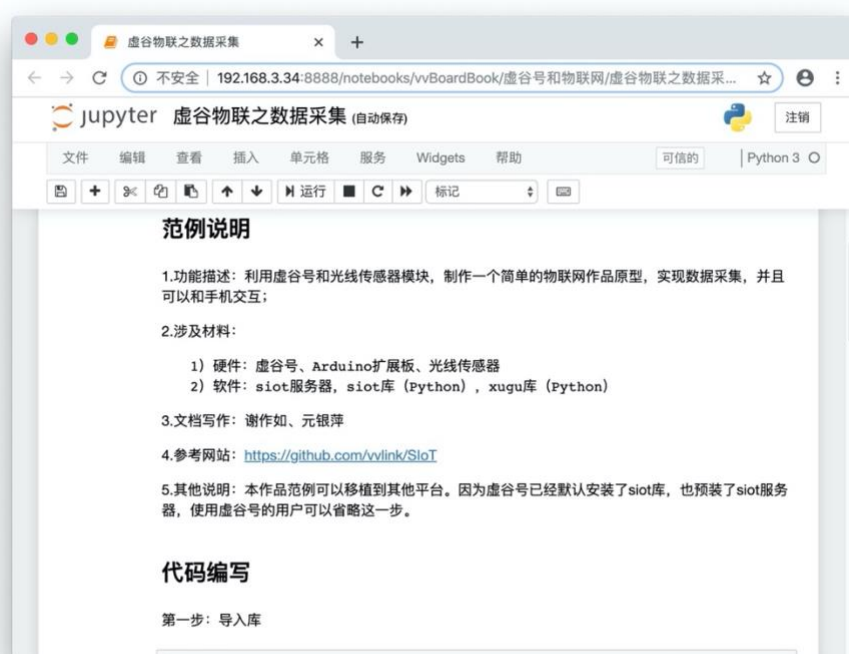 虚谷物联之数据采集
不安全 | 192.168.3.34:8888/notebooks/vvBoardBook/虚谷号和物联网/虚谷物联之数据采...
jupyter 虚谷物联之数据采集 (自动保存) 注销
文件 编辑 查看 插入 单元格 服务 Widgets 帮助 可信的 Python 3
运行 标记
范例说明
1.功能描述：利用虚谷号和光线传感器模块，制作一个简单的物联网作品原型，实现数据采集，并且
可以和手机交互；
2.涉及材料：
1）硬件：虚谷号、Arduino扩展板、光线传感器
2）软件：siot服务器，siot库（Python），xugu库（Python）
3.文档写作：谢作如、元银萍
4.参考网站：https://github.com/vvlink/SIoT
5.其他说明：本作品范例可以移植到其他平台。因为虚谷号已经默认安装了siot库，也预装了siot服务
器，使用虚谷号的用户可以省略这一步。
代码编写
第一步：导入库